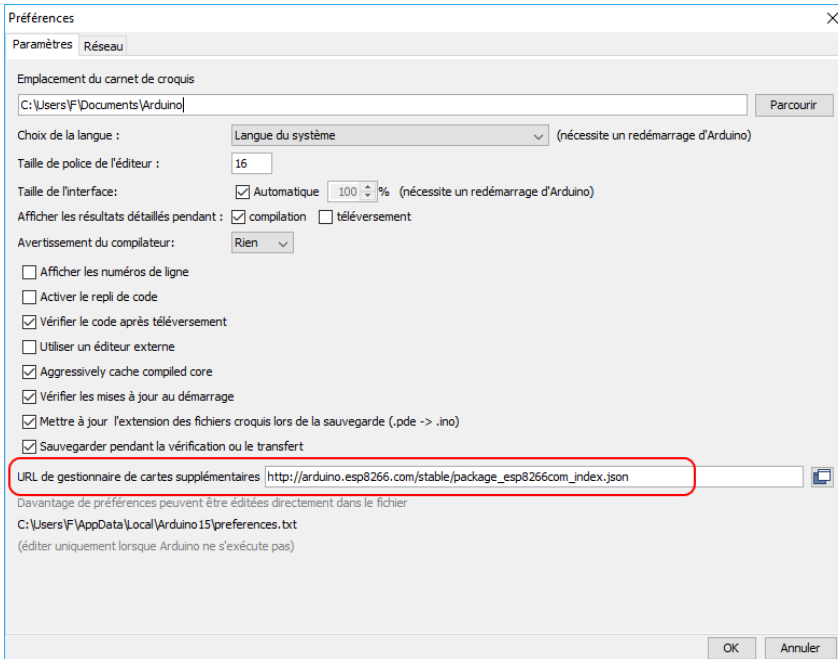 Préférences
Paramètres Réseau
Emplacement du carnet de croquis
C:\Users\F\Documents\Arduino Parcourir
Choix de la langue : Langue du système (nécessite un redémarrage d'Arduino)
Taille de police de l'éditeur : 16
Taille de l'interface: Automatique 100 % (nécessite un redémarrage d'Arduino)
Afficher les résultats détaillés pendant : compilation téléversement
Avertissement du compilateur: Rien
Afficher les numéros de ligne
Activer le repli de code
Vérifier le code après téléversement
Utiliser un éditeur externe
Aggressively cache compiled core
Vérifier les mises à jour au démarrage
Mettre à jour l'extension des fichiers croquis lors de la sauvegarde (.pde -> .ino)
Sauvegarder pendant la vérification ou le transfert
URL de gestionnaire de cartes supplémentaires http://arduino.esp8266.com/stable/package_esp8266com_index.json
Davantage de préférences peuvent être éditées directement dans le fichier
C:\Users\F\AppData\Local\Arduino15\preferences.txt
(éditer uniquement lorsque Arduino ne s'exécute pas)
OK Annuler